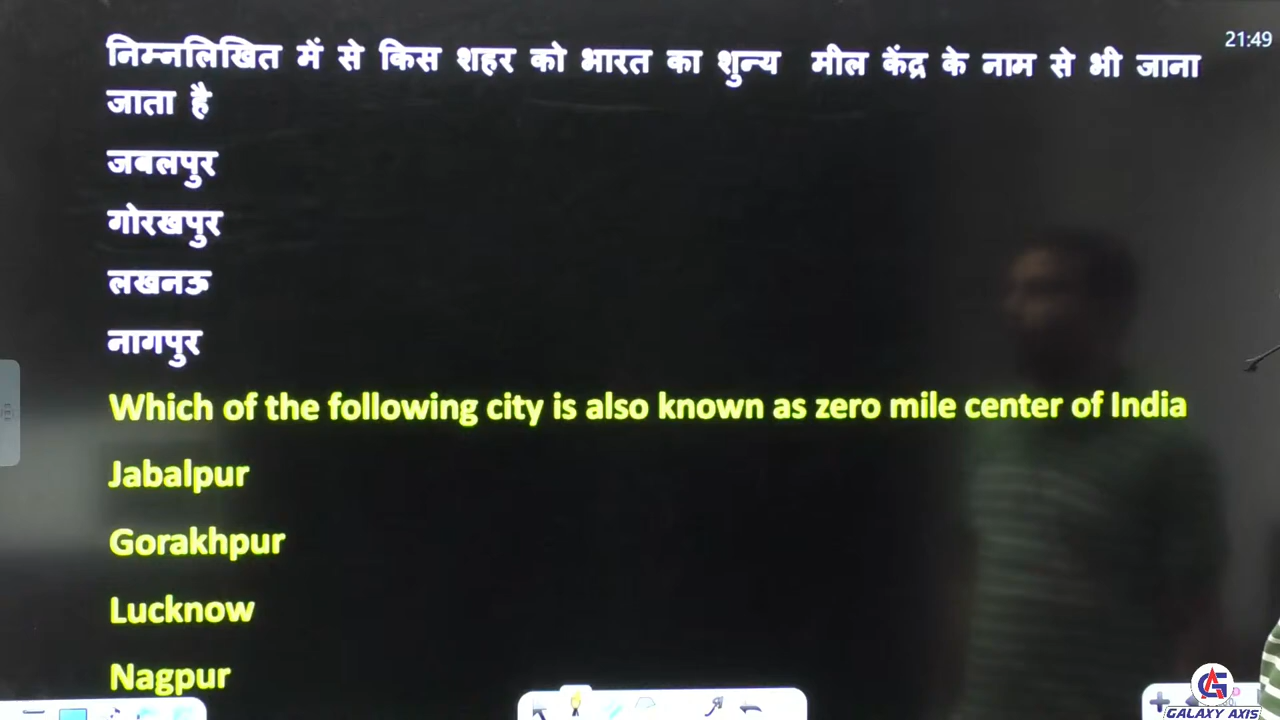 21:49
निम्नलिखित में से किस शहर को भारत का शुन्य मील केंद्र के नाम से भी जाना
जाता है
जबलपुर
गोरखपुर
लखनऊ
नागपुर
Which of the following city is also known as zero mile center of India
Jabalpur
Gorakhpur
Lucknow
Nagpur
GALAXY AXIS